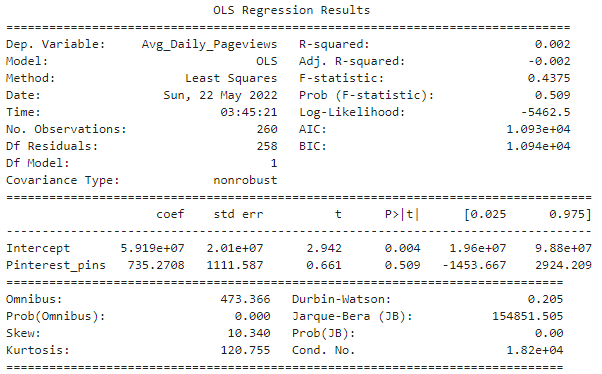 OLS Regression Results
==============================================================================
Dep. Variable:     Avg_Daily_Pageviews   R-squared:                       0.002
Model:                             OLS   Adj. R-squared:                 -0.002
Method:                  Least Squares   F-statistic:                    0.4375
Date:                 Sun, 22 May 2022   Prob (F-statistic):              0.509
Time:                         03:45:21   Log-Likelihood:                -5462.5
No. Observations:                  260   AIC:                         1.093e+04
Df Residuals:                      258   BIC:                         1.094e+04
Df Model:                            1
Covariance Type:             nonrobust
==================================================================================
                     coef    std err          t      P>|t|      [0.025      0.975]
----------------------------------------------------------------------------------
Intercept       5.919e+07   2.01e+07      2.942      0.004    1.96e+07    9.88e+07
Pinterest_pins   735.2708   1111.587      0.661      0.509   -1453.667    2924.209
==============================================================================
Omnibus:                     473.366   Durbin-Watson:                   0.205
Prob(Omnibus):                 0.000   Jarque-Bera (JB):           154851.505
Skew:                         10.340   Prob(JB):                         0.00
Kurtosis:                    120.755   Cond. No.                     1.82e+04
==============================================================================